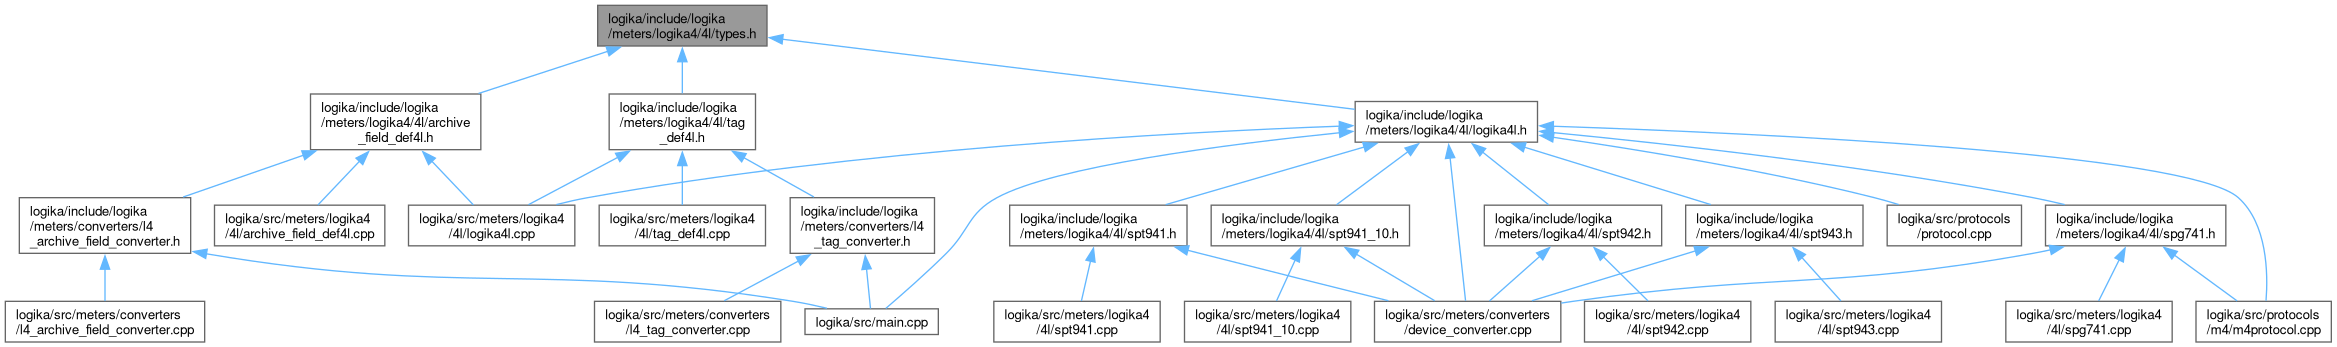 logika/include/logika
/meters/logika4/4l/types.h
logika/include/logika
/meters/logika4/4l/archive
_field_def4l.h
logika/include/logika
/meters/logika4/4l/tag
_def4l.h
logika/include/logika
/meters/logika4/4l/logika4l.h
logika/include/logika
/meters/converters/l4
_archive_field_converter.h
logika/src/meters/logika4
/4l/archive_field_def4l.cpp
logika/src/meters/logika4
/4l/logika4l.cpp
logika/src/meters/logika4
/4l/tag_def4l.cpp
logika/include/logika
/meters/converters/l4
_tag_converter.h
logika/include/logika
/meters/logika4/4l/spt941.h
logika/include/logika
/meters/logika4/4l/spt941_10.h
logika/include/logika
/meters/logika4/4l/spt942.h
logika/include/logika
/meters/logika4/4l/spt943.h
logika/src/protocols
/protocol.cpp
logika/include/logika
/meters/logika4/4l/spg741.h
logika/src/meters/converters
/l4_archive_field_converter.cpp
logika/src/meters/converters
/l4_tag_converter.cpp
logika/src/main.cpp
logika/src/meters/logika4
/4l/spt941.cpp
logika/src/meters/logika4
/4l/spt941_10.cpp
logika/src/meters/converters
/device_converter.cpp
logika/src/meters/logika4
/4l/spt942.cpp
logika/src/meters/logika4
/4l/spt943.cpp
logika/src/meters/logika4
/4l/spg741.cpp
logika/src/protocols
/m4/m4protocol.cpp